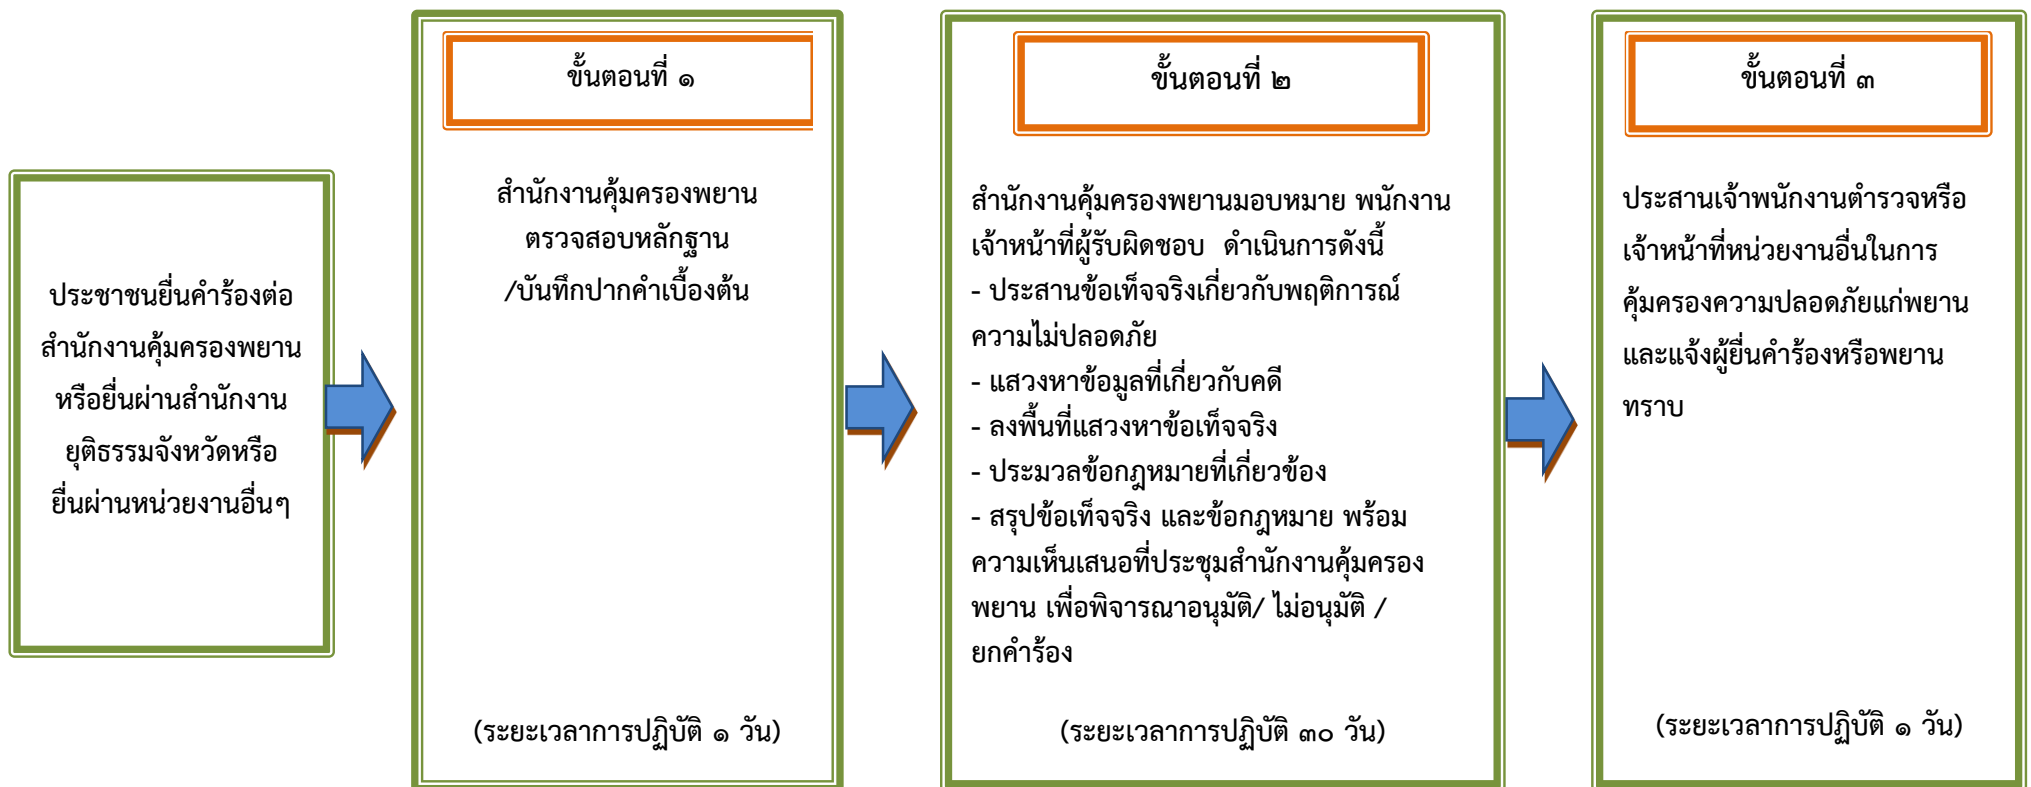 ประชาชนยื่นคำร้องต่อ
สำนักงานคุ้มครองพยาน
หรือยื่นผ่านสำนักงาน
ยุติธรรมจังหวัดหรือ
ยื่นผ่านหน่วยงานอื่นๆ
ขั้นตอนที่ ๑
สำนักงานคุ้มครองพยาน
ตรวจสอบหลักฐาน
/บันทึกปากคำเบื้องต้น
(ระยะเวลาการปฏิบัติ ๑ วัน)
ขั้นตอนที่ ๒
สำนักงานคุ้มครองพยานมอบหมาย พนักงาน
เจ้าหน้าที่ผู้รับผิดชอบ ดำเนินการดังนี้
- ประสานข้อเท็จจริงเกี่ยวกับพฤติการณ์
ความไม่ปลอดภัย
- แสวงหาข้อมูลที่เกี่ยวกับคดี
- ลงพื้นที่แสวงหาข้อเท็จจริง
- ประมวลข้อกฎหมายที่เกี่ยวข้อง
- สรุปข้อเท็จจริง และข้อกฎหมาย พร้อม
ความเห็นเสนอที่ประชุมสำนักงานคุ้มครอง
พยาน เพื่อพิจารณาอนุมัติ/ ไม่อนุมัติ /
ยกคำร้อง
(ระยะเวลาการปฏิบัติ ๓๐ วัน)
ขั้นตอนที่ ๓
ประสานเจ้าพนักงานตำรวจหรือ
เจ้าหน้าที่หน่วยงานอื่นในการ
คุ้มครองความปลอดภัยแก่พยาน
และแจ้งผู้ยื่นคำร้องหรือพยาน
ทราบ
(ระยะเวลาการปฏิบัติ ๑ วัน)